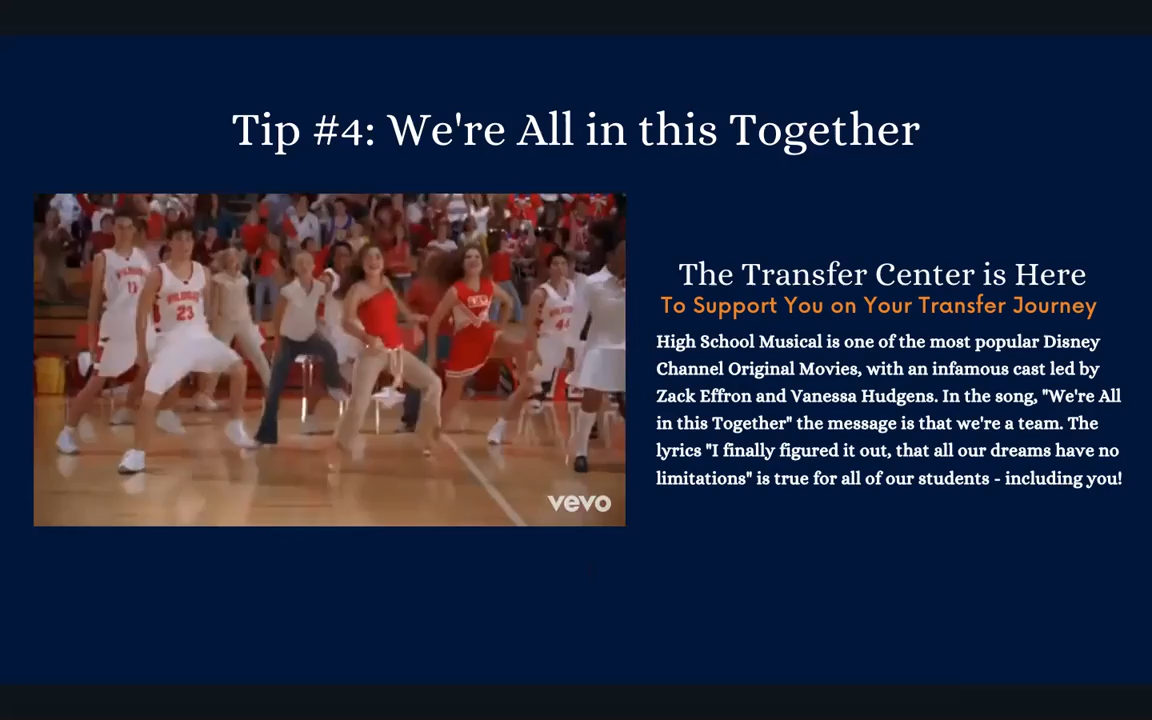 Tip #4: We're All in this Together
WILDCATS
23
vevo
The Transfer Center is Here
To Support You on Your Transfer Journey
High School Musical is one of the most popular Disney
Channel Original Movies, with an infamous cast led by
Zack Effron and Vanessa Hudgens. In the song, "We're All
in this Together" the message is that we're a team. The
lyrics "I finally figured it out, that all our dreams have no
limitations" is true for all of our students - including you!